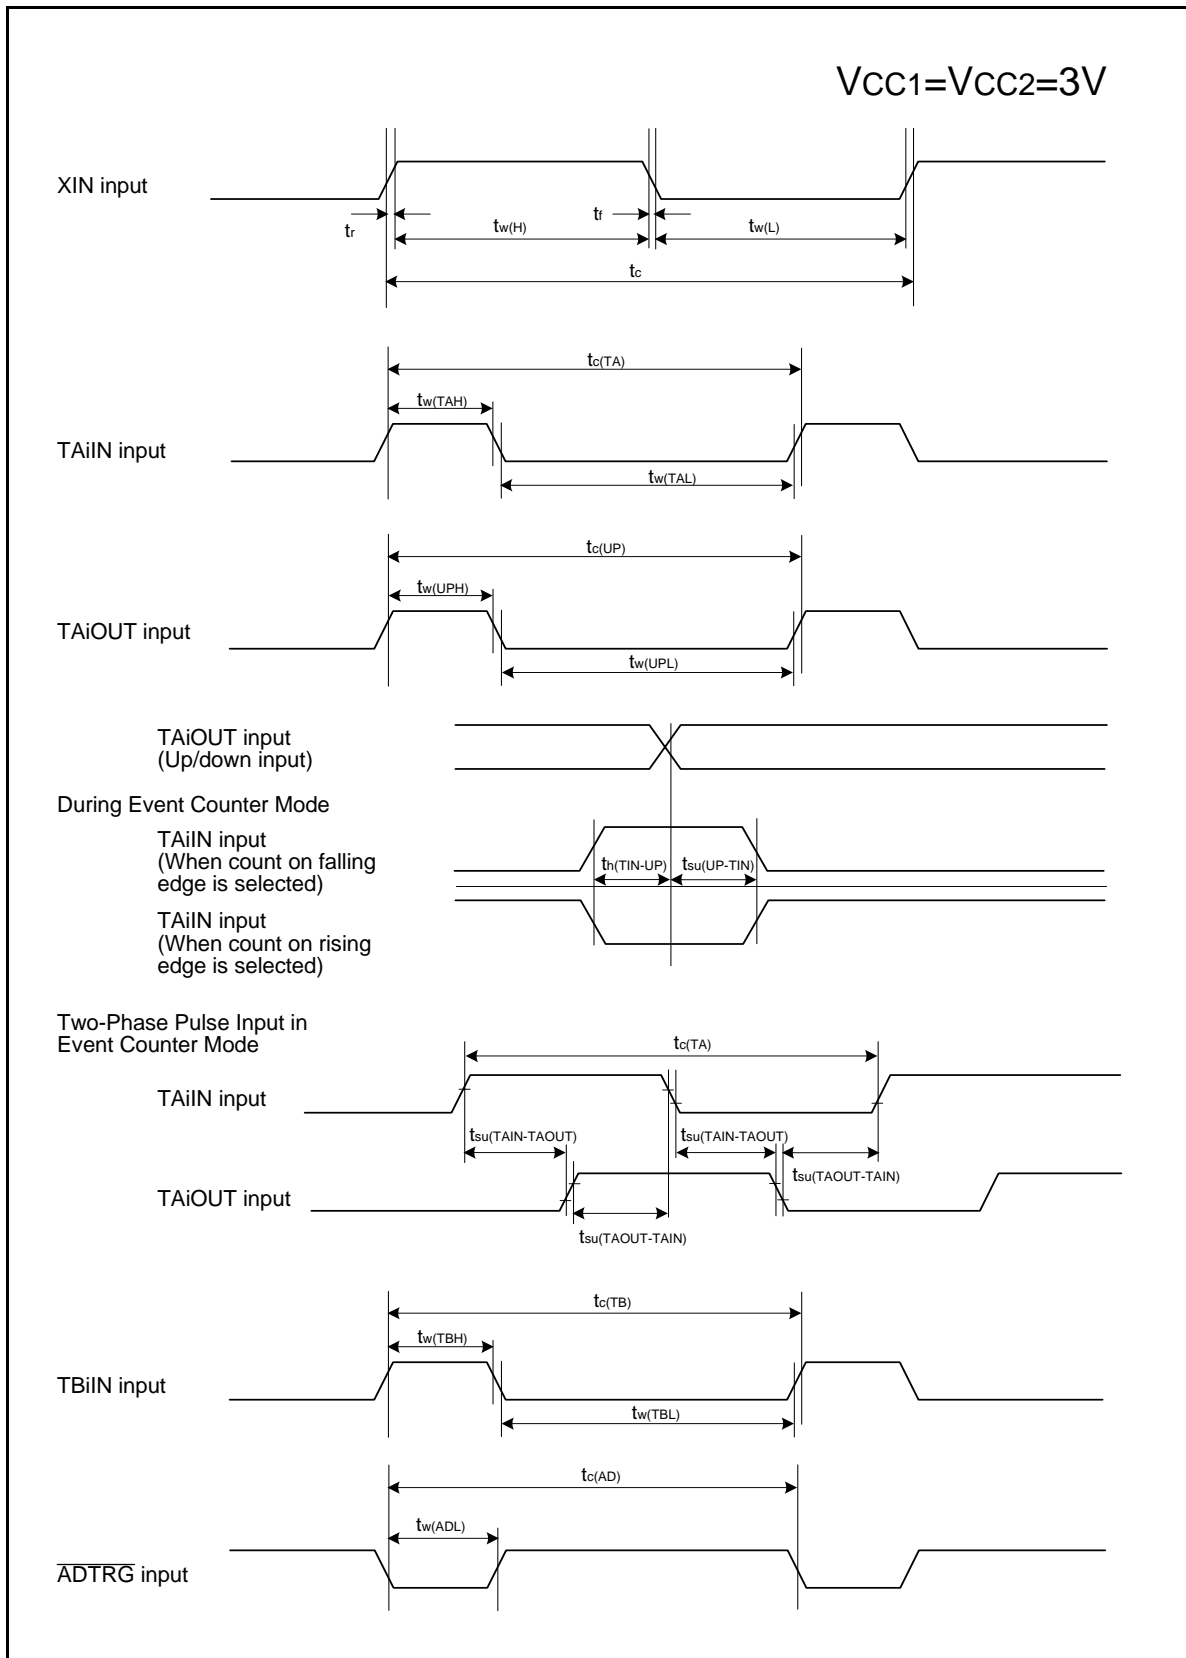 VCC1=VCC2=3V
XIN input
tr
tf
tw(H)
tw(L)
tc
tc(TA)
tw(TAH)
TAiIN input
tw(TAL)
tc(UP)
tw(UPH)
TAiOUT input
tw(UPL)
TAiOUT input
(Up/down input)
During Event Counter Mode
TAiIN input
(When count on falling
edge is selected)
th(TIN-UP)
tsu(UP-TIN)
TAiIN input
(When count on rising
edge is selected)
Two-Phase Pulse Input in
Event Counter Mode
tc(TA)
TAiIN input
tsu(TAIN-TAOUT)
tsu(TAIN-TAOUT)
tsu(TAOUT-TAIN)
TAiOUT input
tsu(TAOUT-TAIN)
tc(TB)
tw(TBH)
TBiIN input
tw(TBL)
tc(AD)
tw(ADL)
ADTRG input